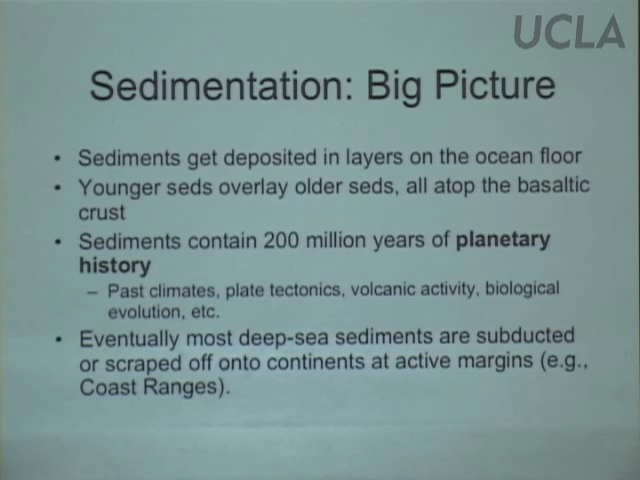 UCLA
Sedimentation: Big Picture
• Sediments get deposited in layers on the ocean floor
• Younger seds overlay older seds, all atop the basaltic
crust
• Sediments contain 200 million years of planetary
history
– Past climates, plate tectonics, volcanic activity, biological
evolution, etc.
• Eventually most deep-sea sediments are subducted
or scraped off onto continents at active margins (e.g.,
Coast Ranges).